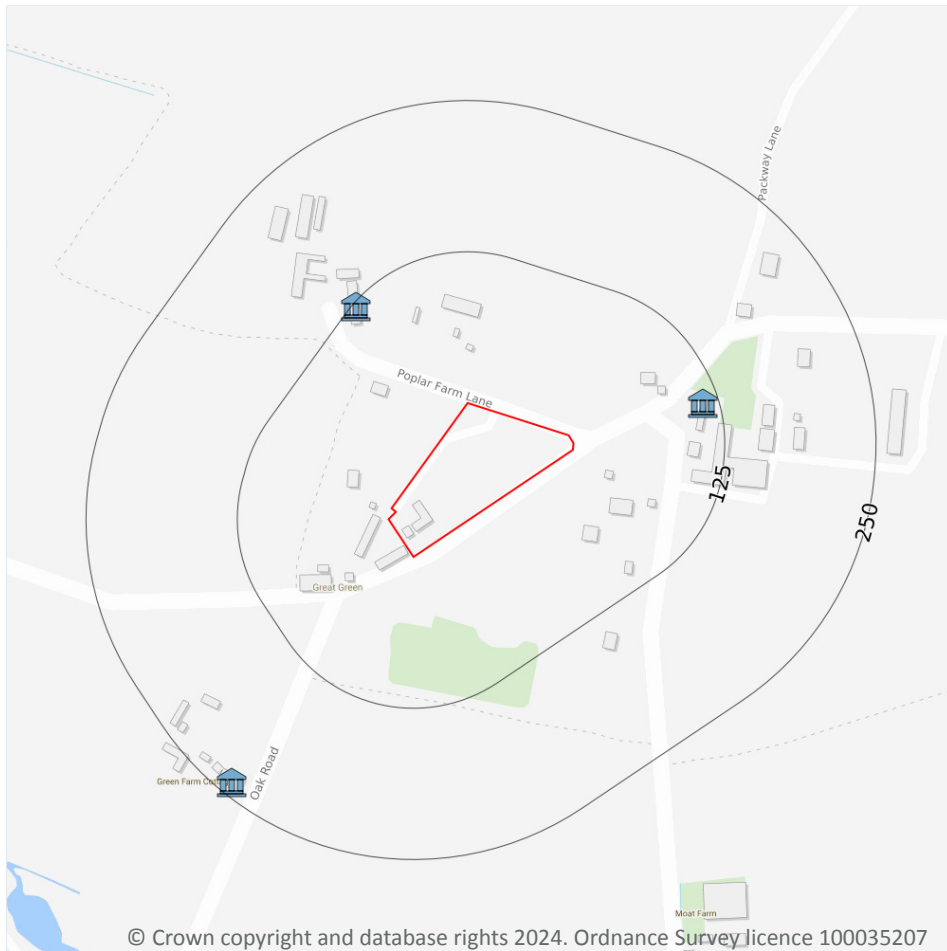 Packway Lane
Poplar Farm Lane
125
250
Great Green
Oak Road
Green Farm
Moat Farm
© Crown copyright and database rights 2024. Ordnance Survey licence 100035207